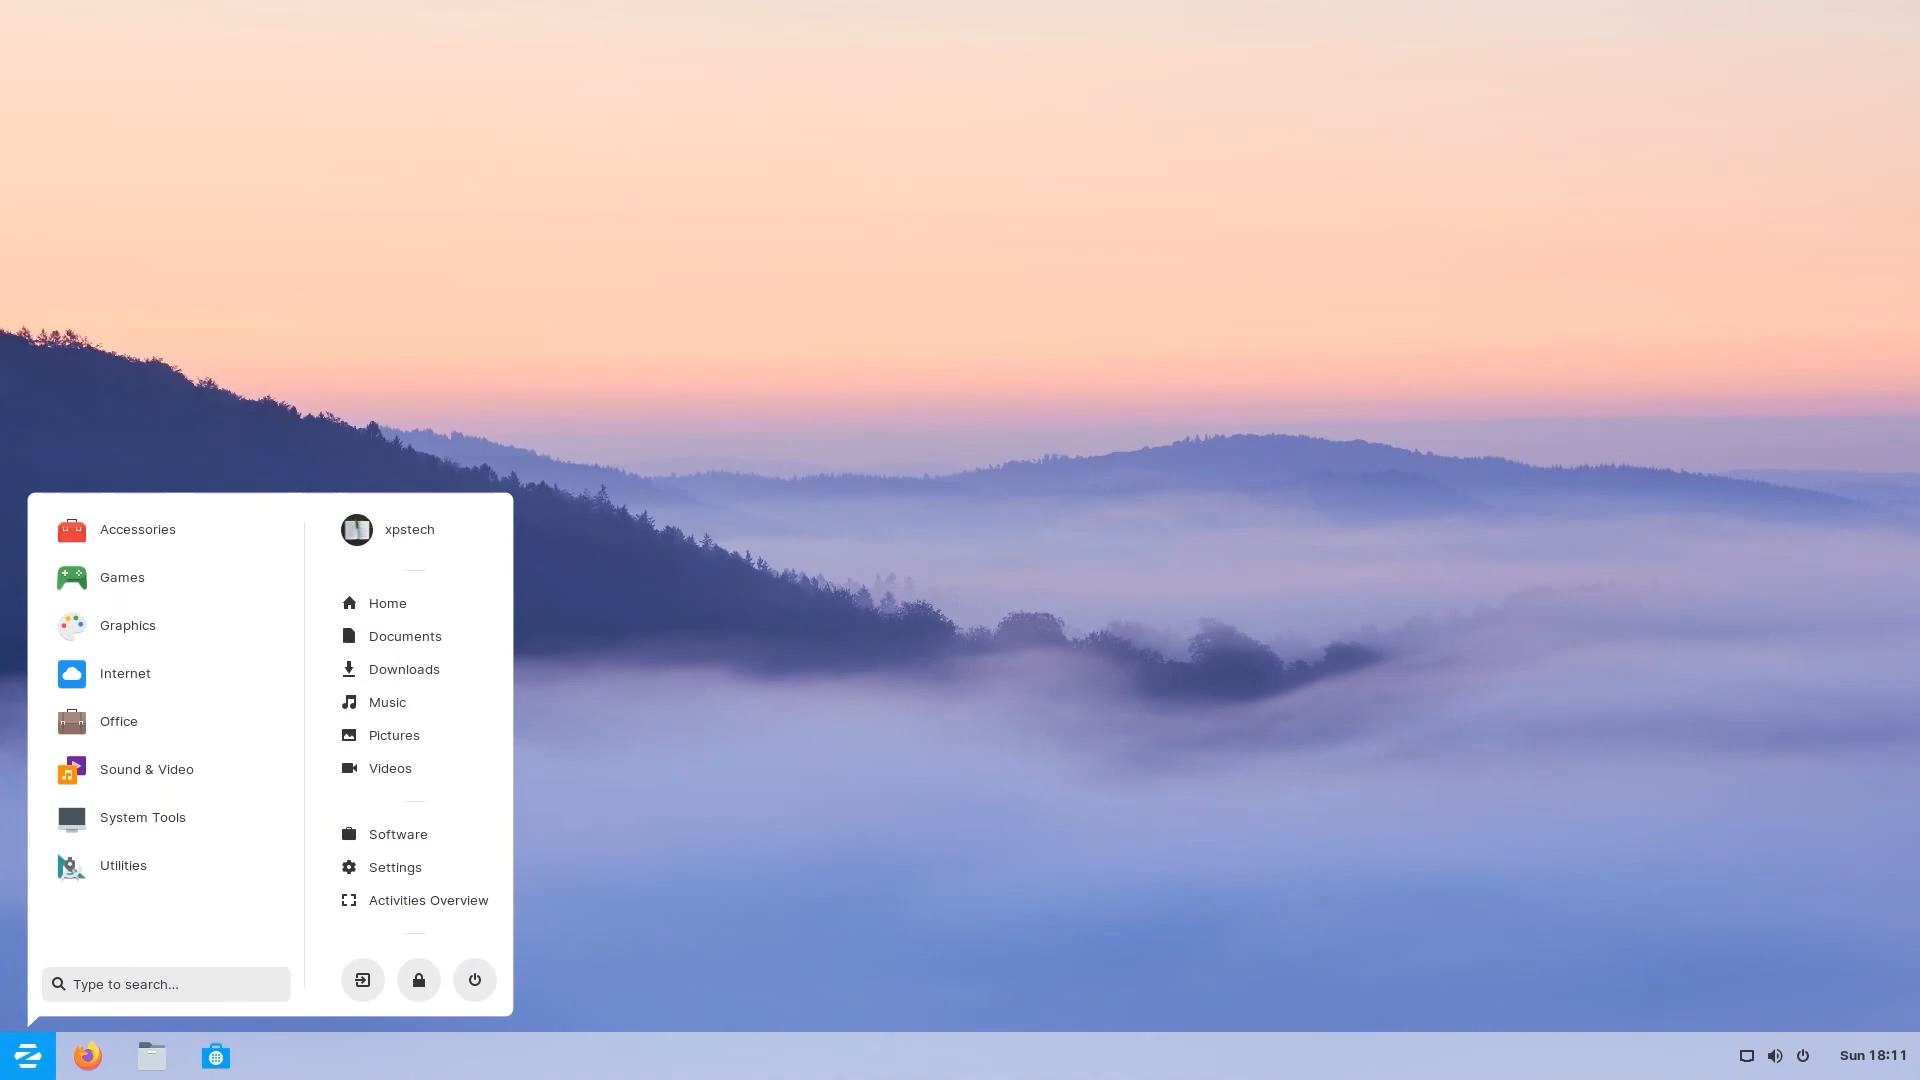 Accessories
Games
Graphics
Internet
Office
Sound & Video
System Tools
Utilities
Type to search...
xpstech
Home
Documents
Downloads
Music
Pictures
Videos
Software
Settings
Activities Overview
Sun 18:11